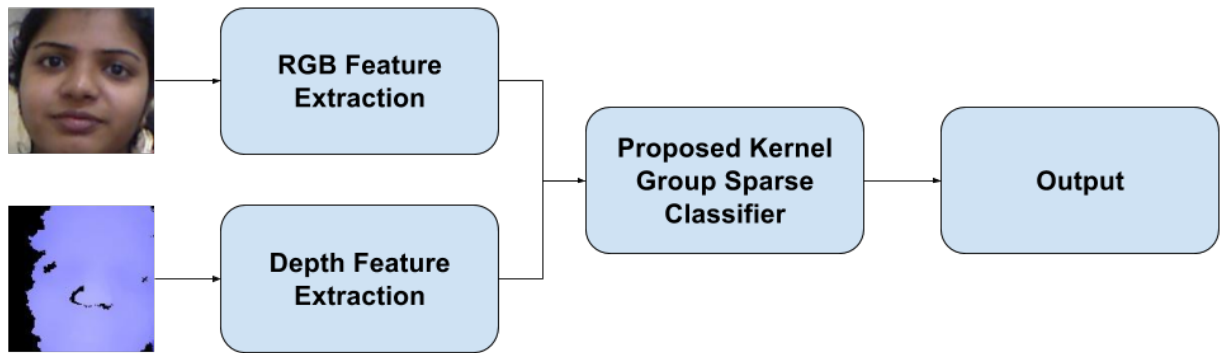 RGB Feature
Extraction
Depth Feature
Extraction
Proposed Kernel
Group Sparse
Classifier
Output